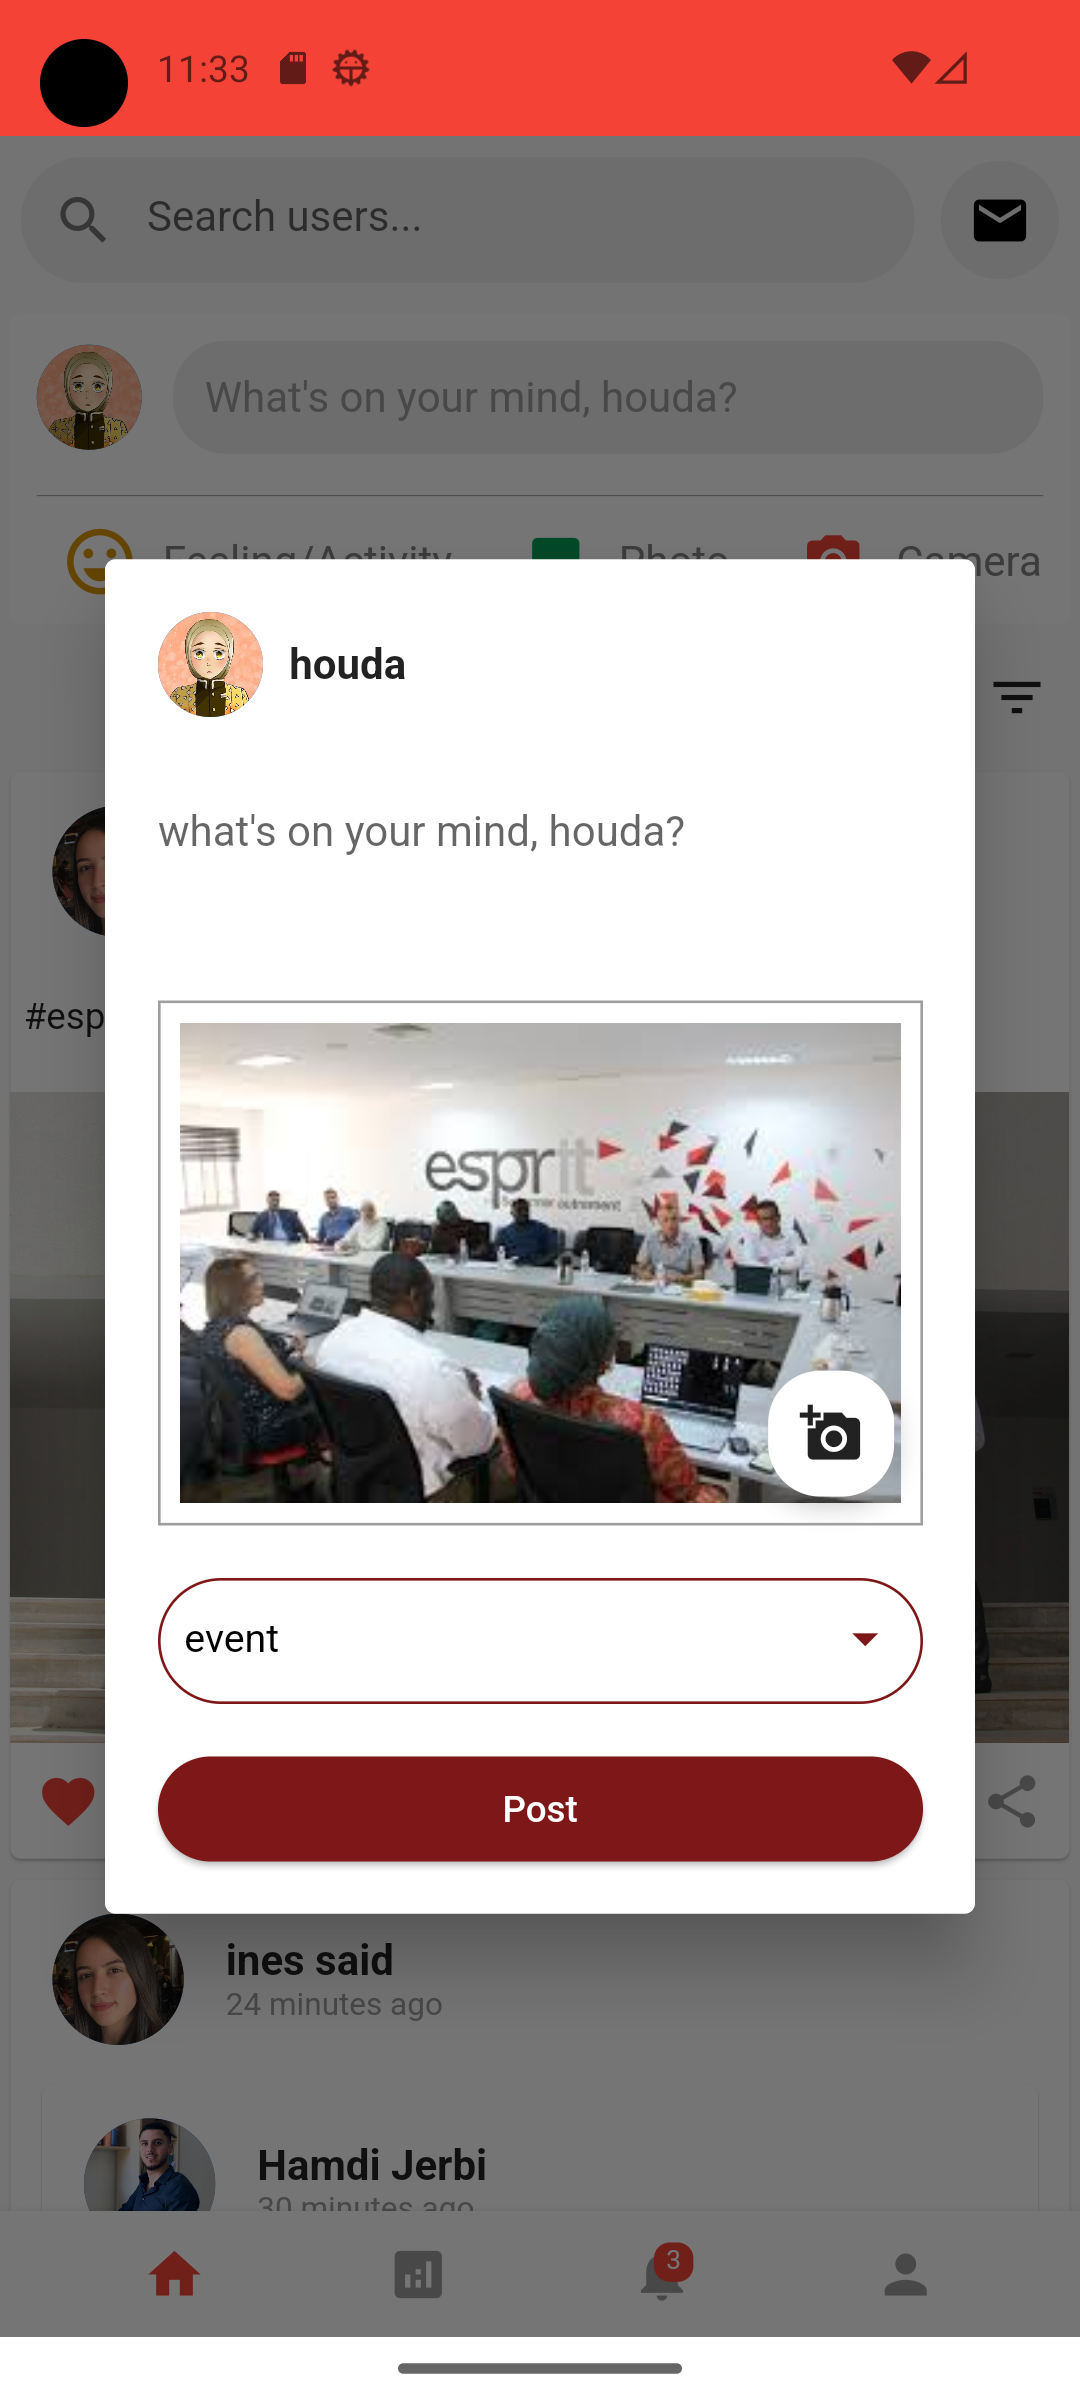 11:33
Search users...
What's on your mind, houda?
Feeling/Activity
Photo
Camera
houda
what's on your mind, houda?
#esp
esprit
event
Post
ines said
24 minutes ago
Hamdi Jerbi
30 minutes ago
3